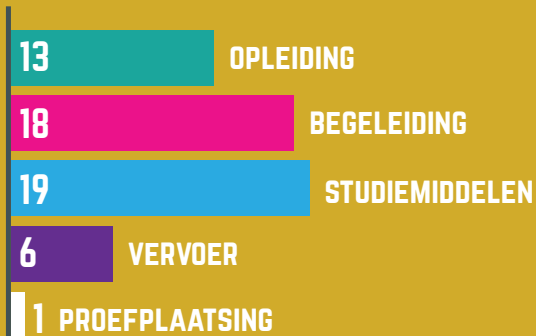 13 OPLEIDING
18 BEGELEIDING
19 STUDIEMIDDELEN
6 VERVOER
1 PROEFPLAATSING